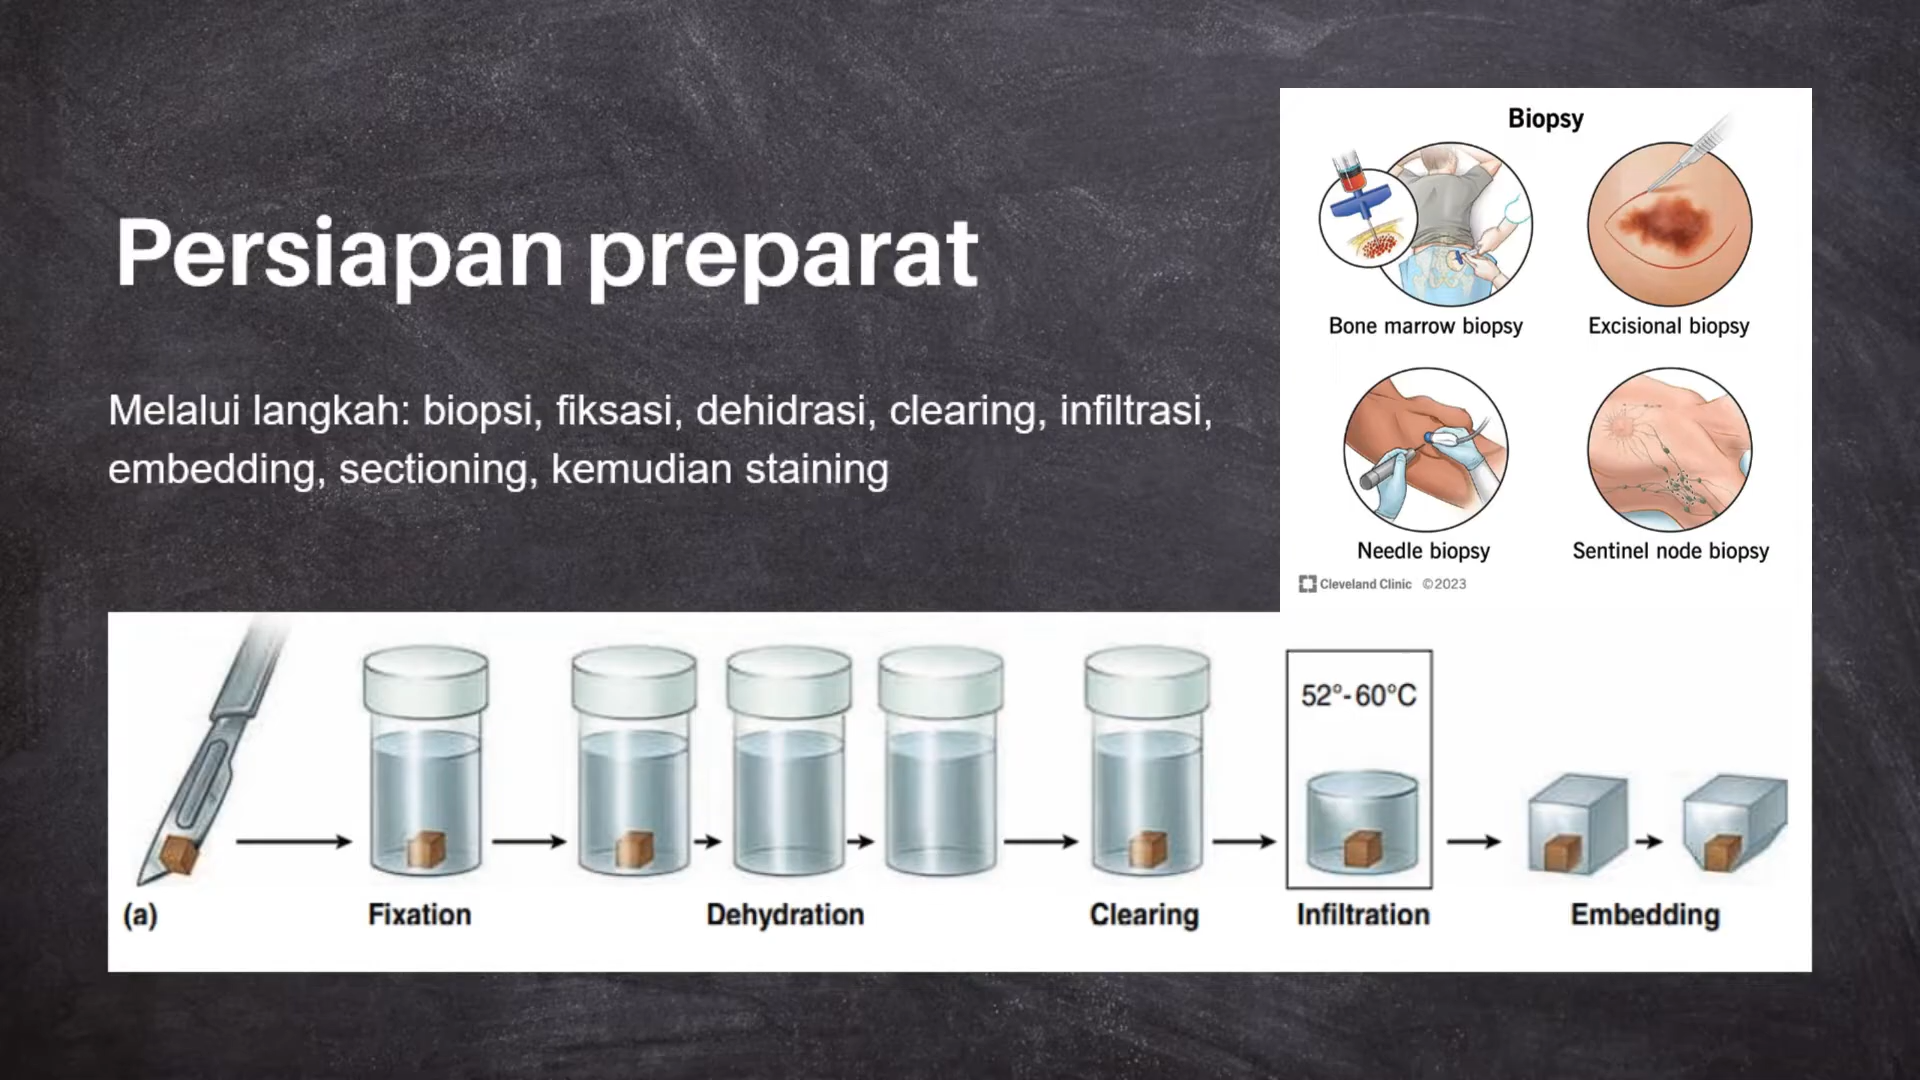 Persiapan preparat
Melalui langkah: biopsi, fiksasi, dehidrasi, clearing, infiltrasi,
embedding, sectioning, kemudian staining
Biopsy
Bone marrow biopsy
Excisional biopsy
Needle biopsy
Sentinel node biopsy
Cleveland Clinic ©2023
52°-60°C
(a)
Fixation
Dehydration
Clearing
Infiltration
Embedding